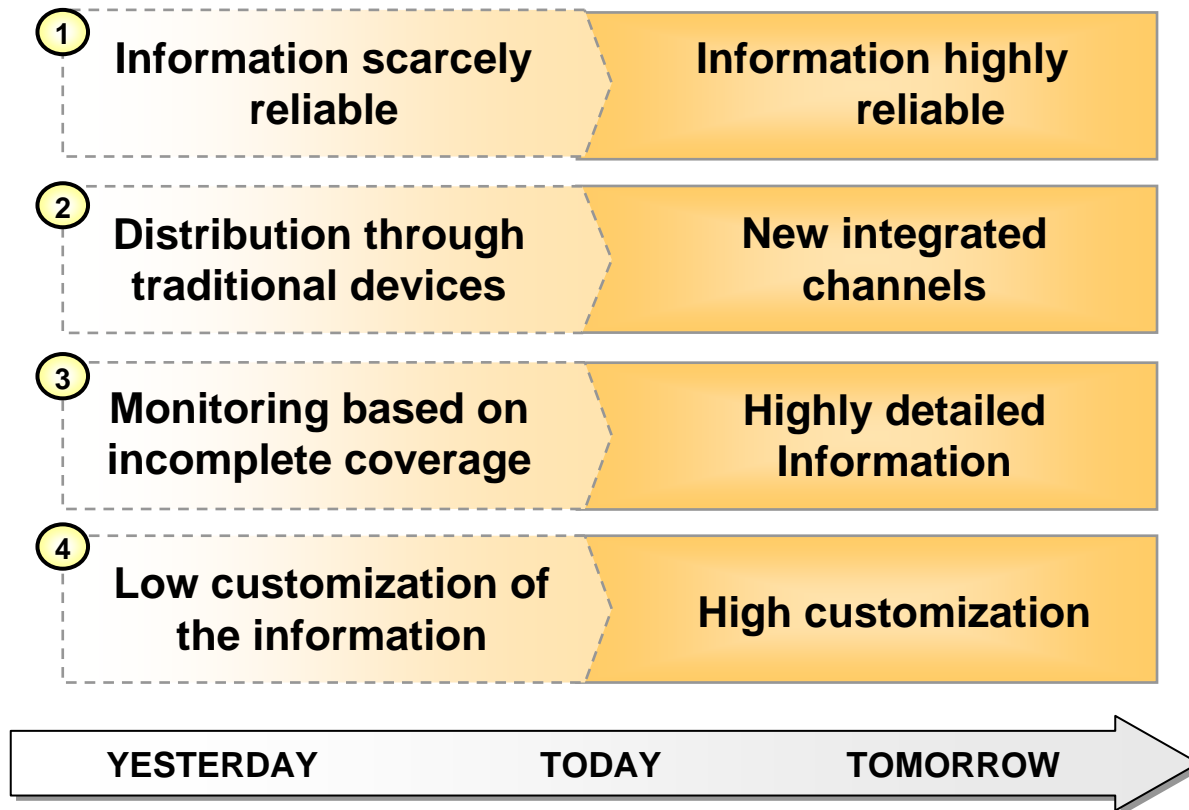 1
Information scarcely
reliable
Information highly
reliable
2
Distribution through
traditional devices
New integrated
channels
3
Monitoring based on
incomplete coverage
Highly detailed
Information
4
Low customization of
the information
High customization
YESTERDAY TODAY TOMORROW